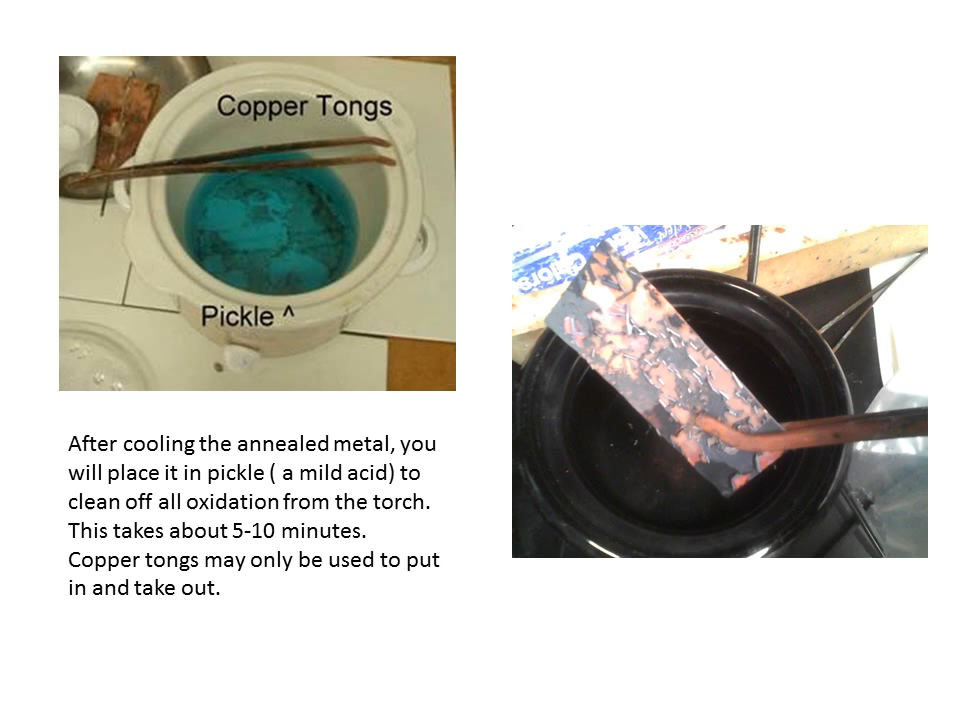 Copper Tongs
Pickle ^
Colors
After cooling the annealed metal, you
will place it in pickle ( a mild acid) to
clean off all oxidation from the torch.
This takes about 5-10 minutes.
Copper tongs may only be used to put
in and take out.